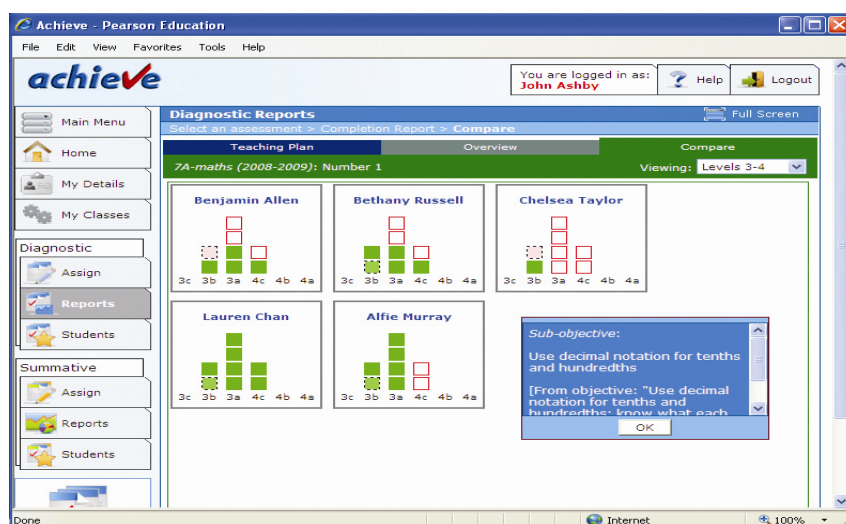 Achieve - Pearson Education
File Edit View Favorites Tools Help
achieve
You are logged in as:
John Ashby
Help
Logout
Main Menu
Home
My Details
My Classes
Diagnostic
Assign
Reports
Students
Summative
Assign
Reports
Students
Diagnostic Reports
Full Screen
Select an assessment > Completion Report > Compare
Teaching Plan Overview Compare
7A-maths (2008-2009): Number 1
Viewing: Levels 3-4
Benjamin Allen
3c 3b 3a 4c 4b 4a
Bethany Russell
3c 3b 3a 4c 4b 4a
Chelsea Taylor
3c 3b 3a 4c 4b 4a
Lauren Chan
3c 3b 3a 4c 4b 4a
Alfie Murray
3c 3b 3a 4c 4b 4a
Sub-objective:
Use decimal notation for tenths
and hundredths
[From objective: "Use decimal
notation for tenths and
hundredths; know what each
OK
Done
Internet
100%